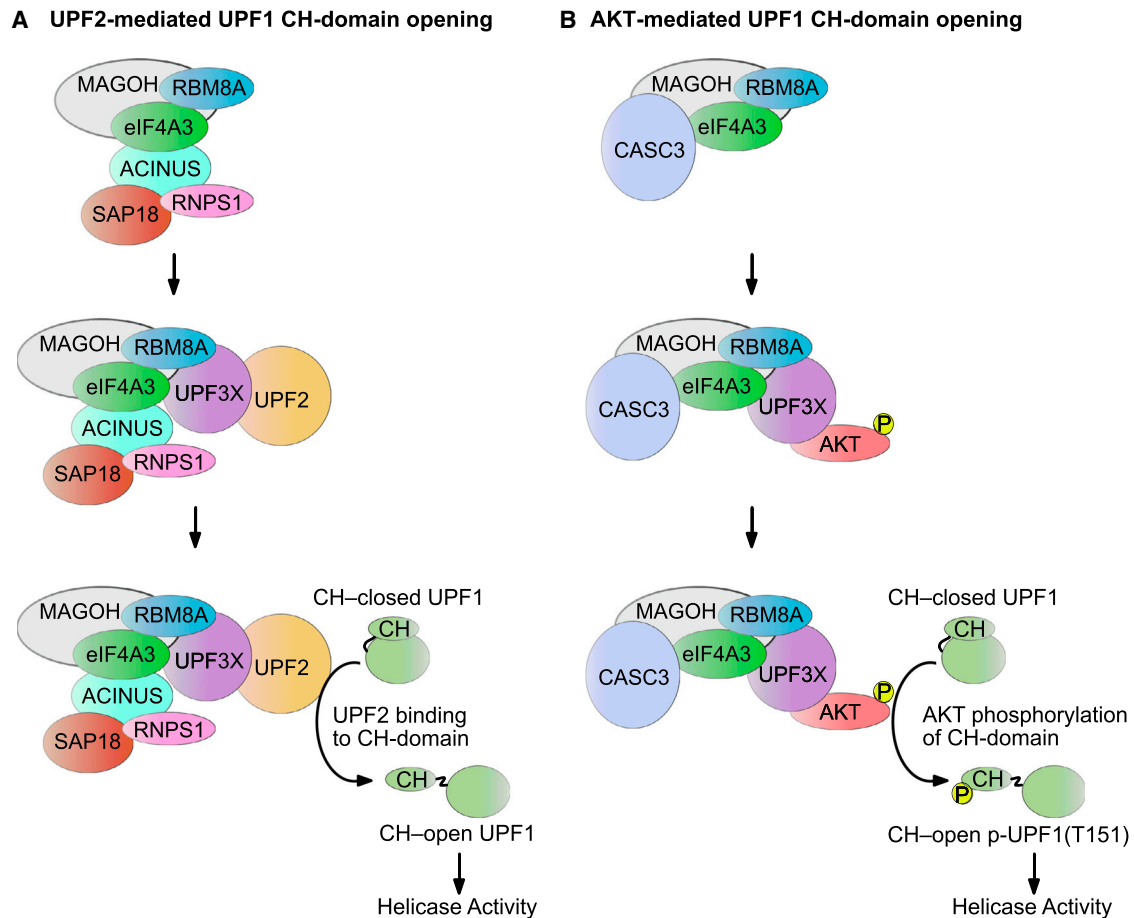 A UPF2-mediated UPF1 CH-domain opening
MAGOH
RBM8A
eIF4A3
ACINUS
RNPS1
SAP18
MAGOH
RBM8A
eIF4A3
UPF3X
UPF2
ACINUS
RNPS1
SAP18
CH–closed UPF1
MAGOH
RBM8A
CH
eIF4A3
UPF3X
UPF2
ACINUS
UPF2 binding
to CH-domain
RNPS1
SAP18
CH
CH–open UPF1
Helicase Activity
B AKT-mediated UPF1 CH-domain opening
MAGOH
RBM8A
eIF4A3
CASC3
MAGOH
RBM8A
eIF4A3
CASC3
UPF3X
P
AKT
CH–closed UPF1
MAGOH
RBM8A
CH
eIF4A3
CASC3
UPF3X
P
AKT
AKT phosphorylation
of CH-domain
CH
P
CH–open p-UPF1(T151)
Helicase Activity